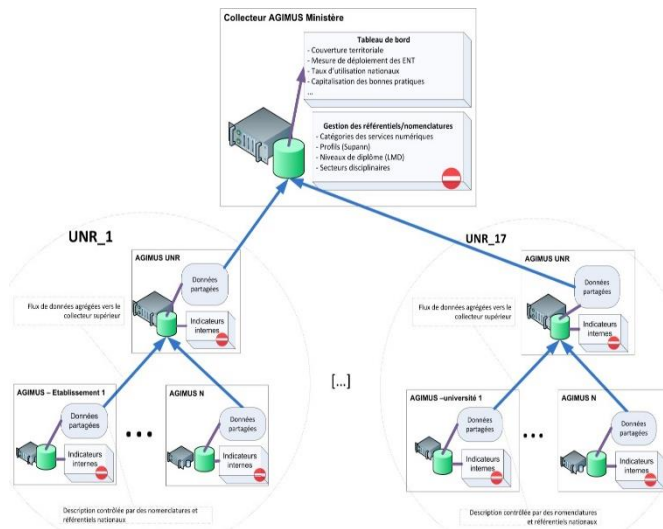 Collecteur AGIMUS Ministère
Tableau de bord
- Couverture territoriale
- Mesure de déploiement des ENT
- Taux d'utilisation nationaux
- Capitalisation des bonnes pratiques
...
Gestion des référentiels/nomenclatures
- Catégories des services numériques
- Profils (Supann)
- Niveaux de diplôme (LMD)
- Secteurs disciplinaires
UNR_1
AGIMUS UNR
Données
partagées
Indicateurs
internes
Flux de données agrégées vers le
collecteur supérieur
AGIMUS – Etablissement 1
Données
partagées
Indicateurs
internes
...
AGIMUS N
Données
partagées
Indicateurs
internes
Description contrôlée par des nomenclatures et
référentiels nationaux
[...]
UNR_17
AGIMUS UNR
Données
partagées
Indicateurs
internes
Flux de données agrégées vers le
collecteur supérieur
AGIMUS –université 1
Données
partagées
Indicateurs
internes
...
AGIMUS N
Données
partagées
Indicateurs
internes
Description contrôlée par des nomenclatures
et référentiels nationaux